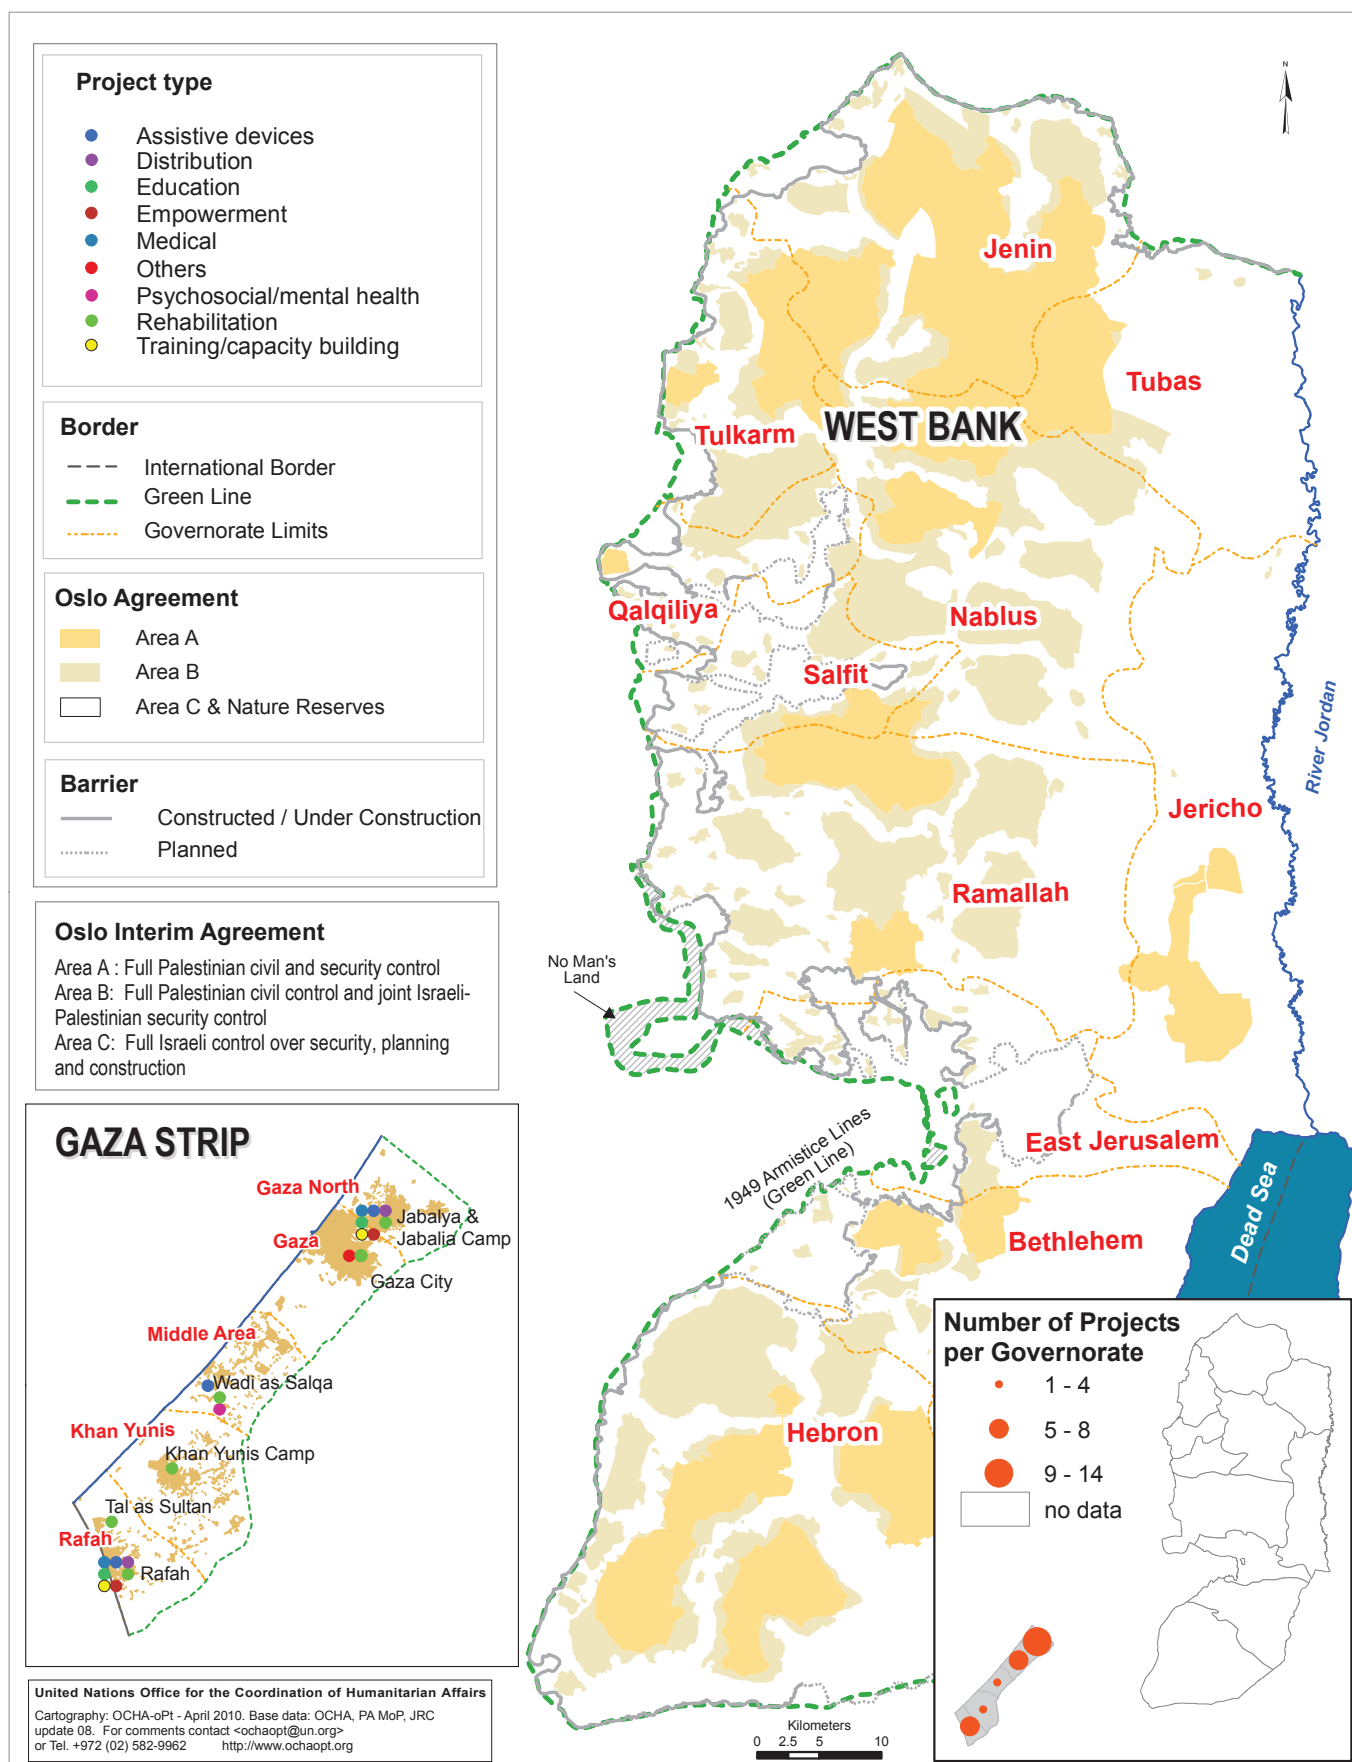 Project type
Assistive devices
Distribution
Education
Empowerment
Medical
Others
Psychosocial/mental health
Rehabilitation
Training/capacity building
Border
International Border
Green Line
Governorate Limits
Oslo Agreement
Area A
Area B
Area C & Nature Reserves
Barrier
Constructed / Under Construction
Planned
Oslo Interim Agreement
Area A : Full Palestinian civil and security control
Area B:  Full Palestinian civil control and joint Israeli-
Palestinian security control
Area C:  Full Israeli control over security, planning
and construction
N
Jenin
Tubas
WEST BANK
Tulkarm
Qalqiliya
Nablus
Salfit
River Jordan
Jericho
Ramallah
No Man's
Land
1949 Armistice Lines
(Green Line)
East Jerusalem
Dead Sea
Bethlehem
Hebron
GAZA STRIP
Gaza North
Jabalya &
Jabalia Camp
Gaza
Gaza City
Middle Area
Wadi as Salqa
Khan Yunis
Khan Yunis Camp
Tal as Sultan
Rafah
Rafah
Number of Projects
per Governorate
1 - 4
5 - 8
9 - 14
no data
Kilometers
0 2.5 5 10
United Nations Office for the Coordination of Humanitarian Affairs
Cartography: OCHA-oPt - April 2010. Base data: OCHA, PA MoP, JRC
update 08.  For comments contact <ochaopt@un.org>
or Tel. +972 (02) 582-9962 http://www.ochaopt.org